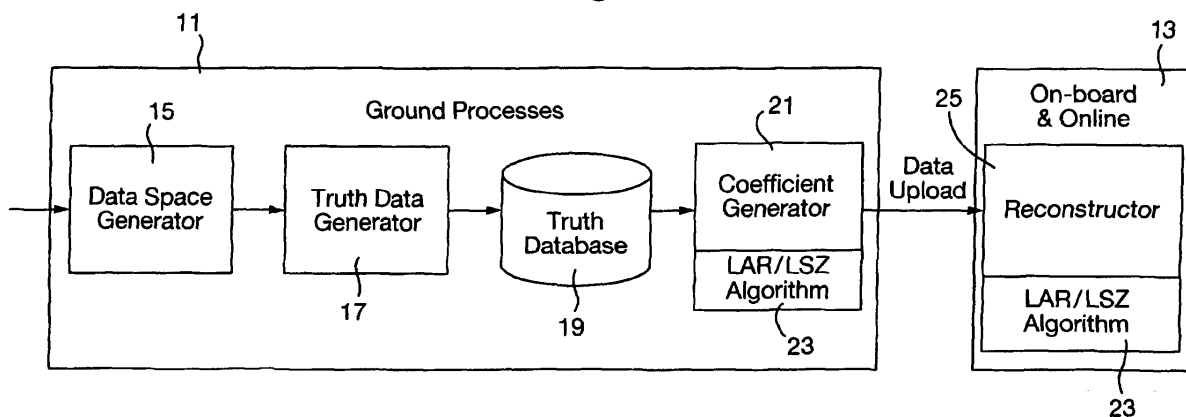 11
13
Ground Processes
On-board
& Online
15
21
25
Data Space
Generator
Truth Data
Generator
Truth
Database
Coefficient
Generator
Data
Upload
Reconstructor
LAR/LSZ
Algorithm
LAR/LSZ
Algorithm
17
19
23
23